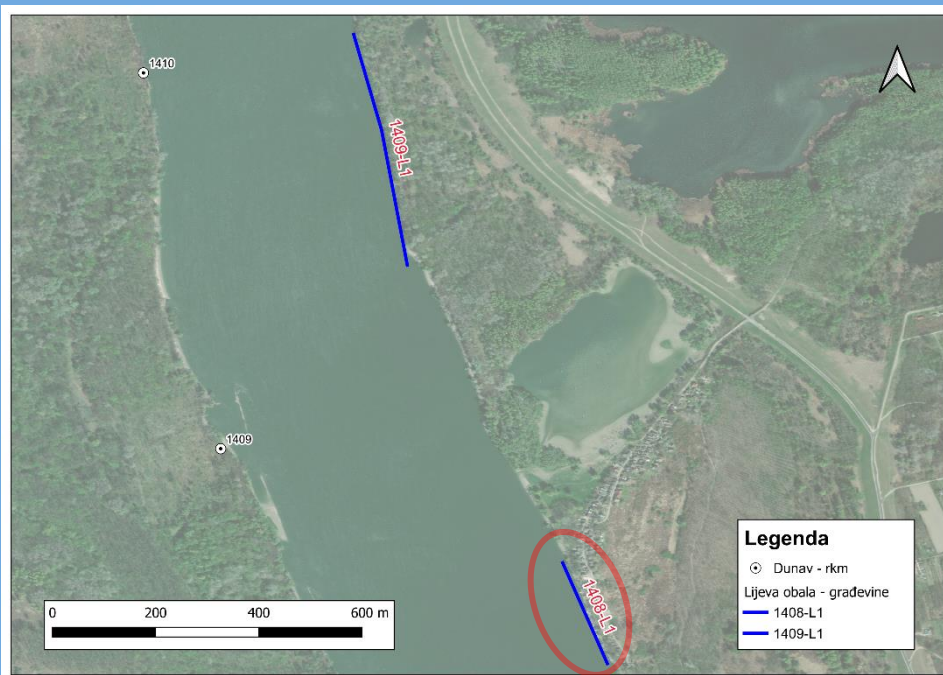 1410
1409-L1
1409
1408-L1
0 200 400 600 m
Legenda
Dunav - rkm
Lijeva obala - građevine
1408-L1
1409-L1